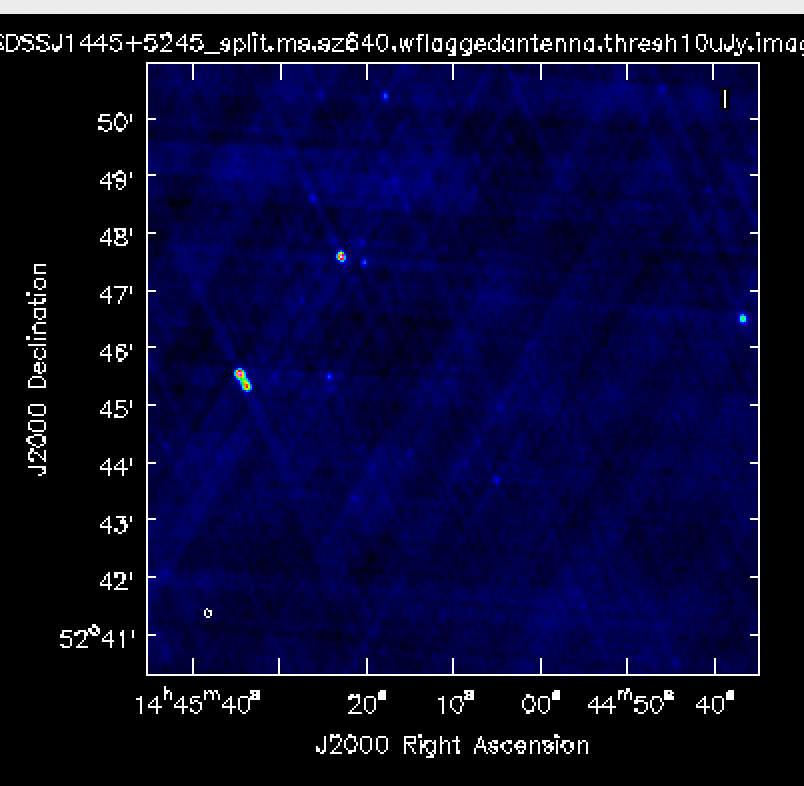 SDSSJ1445+5245_split.ms.sz640.wflaggedantenna.thresh10uJy.imag
I
50'
49'
48'
47'
46'
45'
44'
43'
42'
52°41'
J2000 Declination
14ʰ45ᵐ40ˢ 20ˢ 10ˢ 00ˢ 44ᵐ50ˢ 40ˢ
J2000 Right Ascension